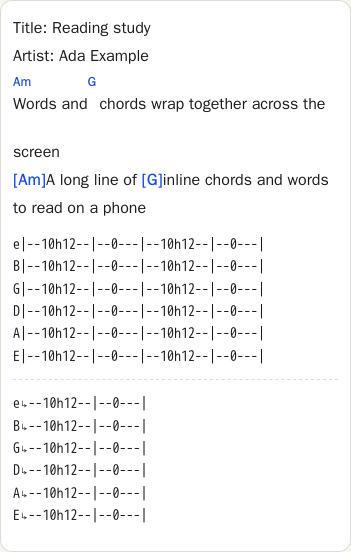 Title: Reading study
Artist: Ada Example
Am G
Words and chords wrap together across the
screen
[Am]A long line of [G]inline chords and words
to read on a phone
e|--10h12--|--0---|--10h12--|--0---|
B|--10h12--|--0---|--10h12--|--0---|
G|--10h12--|--0---|--10h12--|--0---|
D|--10h12--|--0---|--10h12--|--0---|
A|--10h12--|--0---|--10h12--|--0---|
E|--10h12--|--0---|--10h12--|--0---|
e↳--10h12--|--0---|
B↳--10h12--|--0---|
G↳--10h12--|--0---|
D↳--10h12--|--0---|
A↳--10h12--|--0---|
E↳--10h12--|--0---|